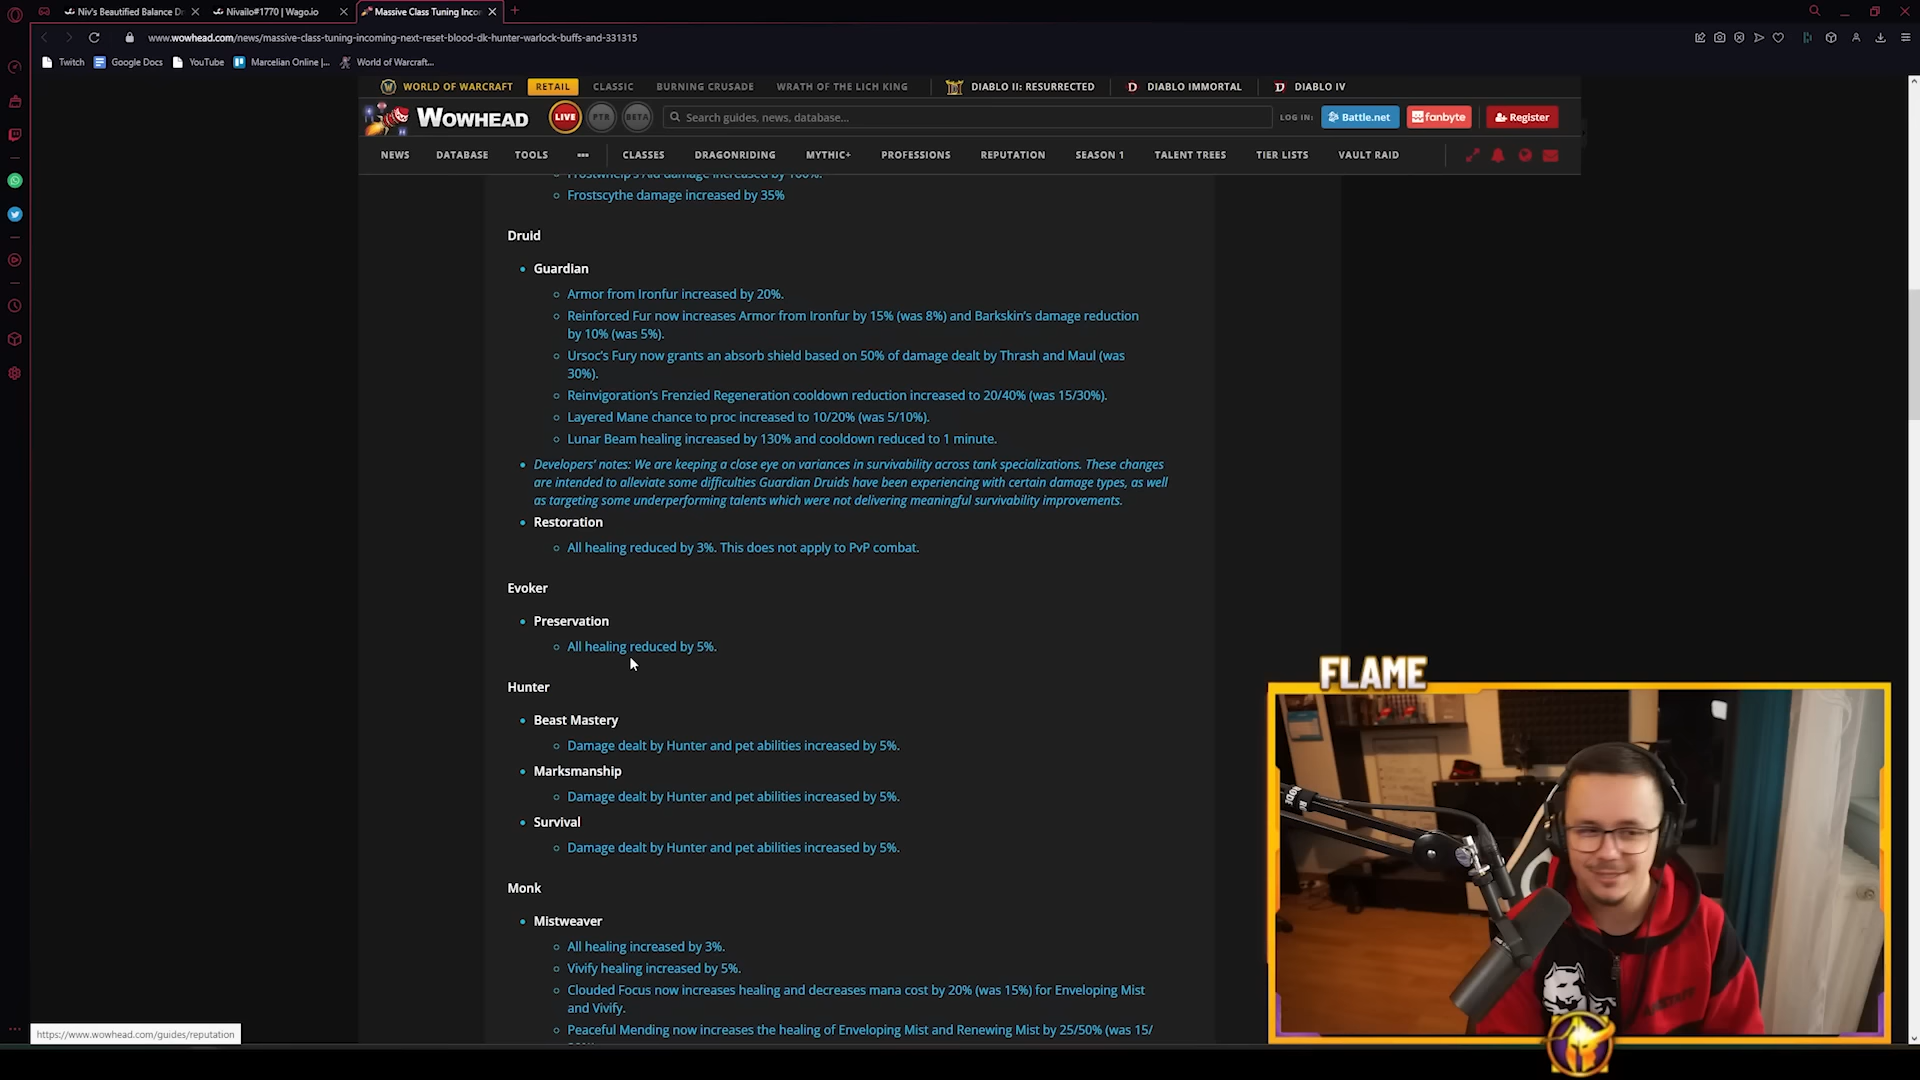 Niv's Beautified Balance Dr
Nivailo#1770 | Wago.io
Massive Class Tuning Inco
www.wowhead.com/news/massive-class-tuning-incoming-next-reset-blood-dk-hunter-warlock-buffs-and-331315
Twitch
Google Docs
YouTube
Marcelian Online |...
World of Warcraft...
WORLD OF WARCRAFT
RETAIL
CLASSIC
BURNING CRUSADE
WRATH OF THE LICH KING
DIABLO II: RESURRECTED
DIABLO IMMORTAL
DIABLO IV
WOWHEAD
LIVE
PTR
BETA
Search guides, news, database...
LOG IN:
Battle.net
fanbyte
Register
NEWS
DATABASE
TOOLS
CLASSES
DRAGONRIDING
MYTHIC+
PROFESSIONS
REPUTATION
SEASON 1
TALENT TREES
TIER LISTS
VAULT RAID
Frostwhelp's Aid damage increased by 100%.
Frostscythe damage increased by 35%
Druid
Guardian
Armor from Ironfur increased by 20%.
Reinforced Fur now increases Armor from Ironfur by 15% (was 8%) and Barkskin's damage reduction
by 10% (was 5%).
Ursoc's Fury now grants an absorb shield based on 50% of damage dealt by Thrash and Maul (was
30%).
Reinvigoration's Frenzied Regeneration cooldown reduction increased to 20/40% (was 15/30%).
Layered Mane chance to proc increased to 10/20% (was 5/10%).
Lunar Beam healing increased by 130% and cooldown reduced to 1 minute.
Developers' notes: We are keeping a close eye on variances in survivability across tank specializations. These changes
are intended to alleviate some difficulties Guardian Druids have been experiencing with certain damage types, as well
as targeting some underperforming talents which were not delivering meaningful survivability improvements.
Restoration
All healing reduced by 3%. This does not apply to PvP combat.
Evoker
Preservation
All healing reduced by 5%.
Hunter
Beast Mastery
Damage dealt by Hunter and pet abilities increased by 5%.
Marksmanship
Damage dealt by Hunter and pet abilities increased by 5%.
Survival
Damage dealt by Hunter and pet abilities increased by 5%.
Monk
Mistweaver
All healing increased by 3%.
Vivify healing increased by 5%.
Clouded Focus now increases healing and decreases mana cost by 20% (was 15%) for Enveloping Mist
and Vivify.
Peaceful Mending now increases the healing of Enveloping Mist and Renewing Mist by 25/50% (was 15/
https://www.wowhead.com/guides/reputation
FLAME